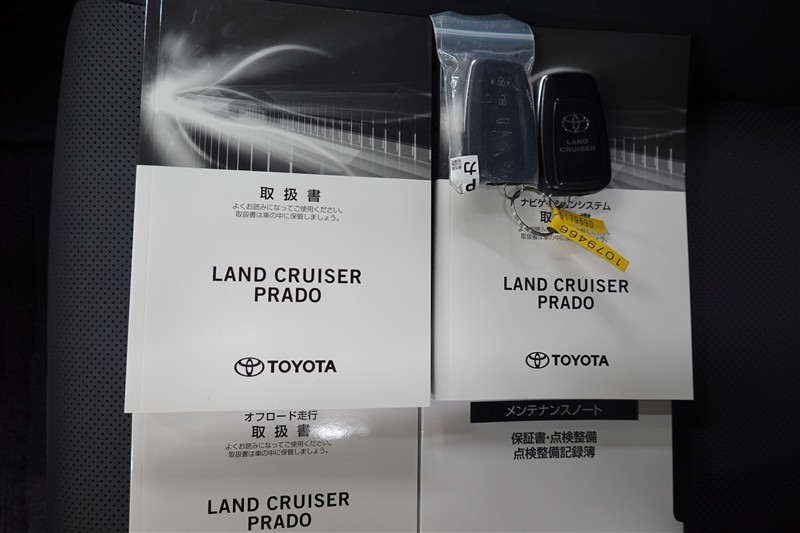 取扱書
よくお読みになってご使用ください。
取扱書は車の中に保管しましょう。
LAND CRUISER
PRADO
TOYOTA
LAND
CRUISER
Pカ
ナビゲーションシステム
取
1079466
LAND CRUISER
PRADO
TOYOTA
オフロード走行
取扱書
よくお読みになってご使用ください。
取扱書は車の中に保管しましょう。
LAND CRUISER
PRADO
メンテナンスノート
保証書・点検整備
点検整備記録簿